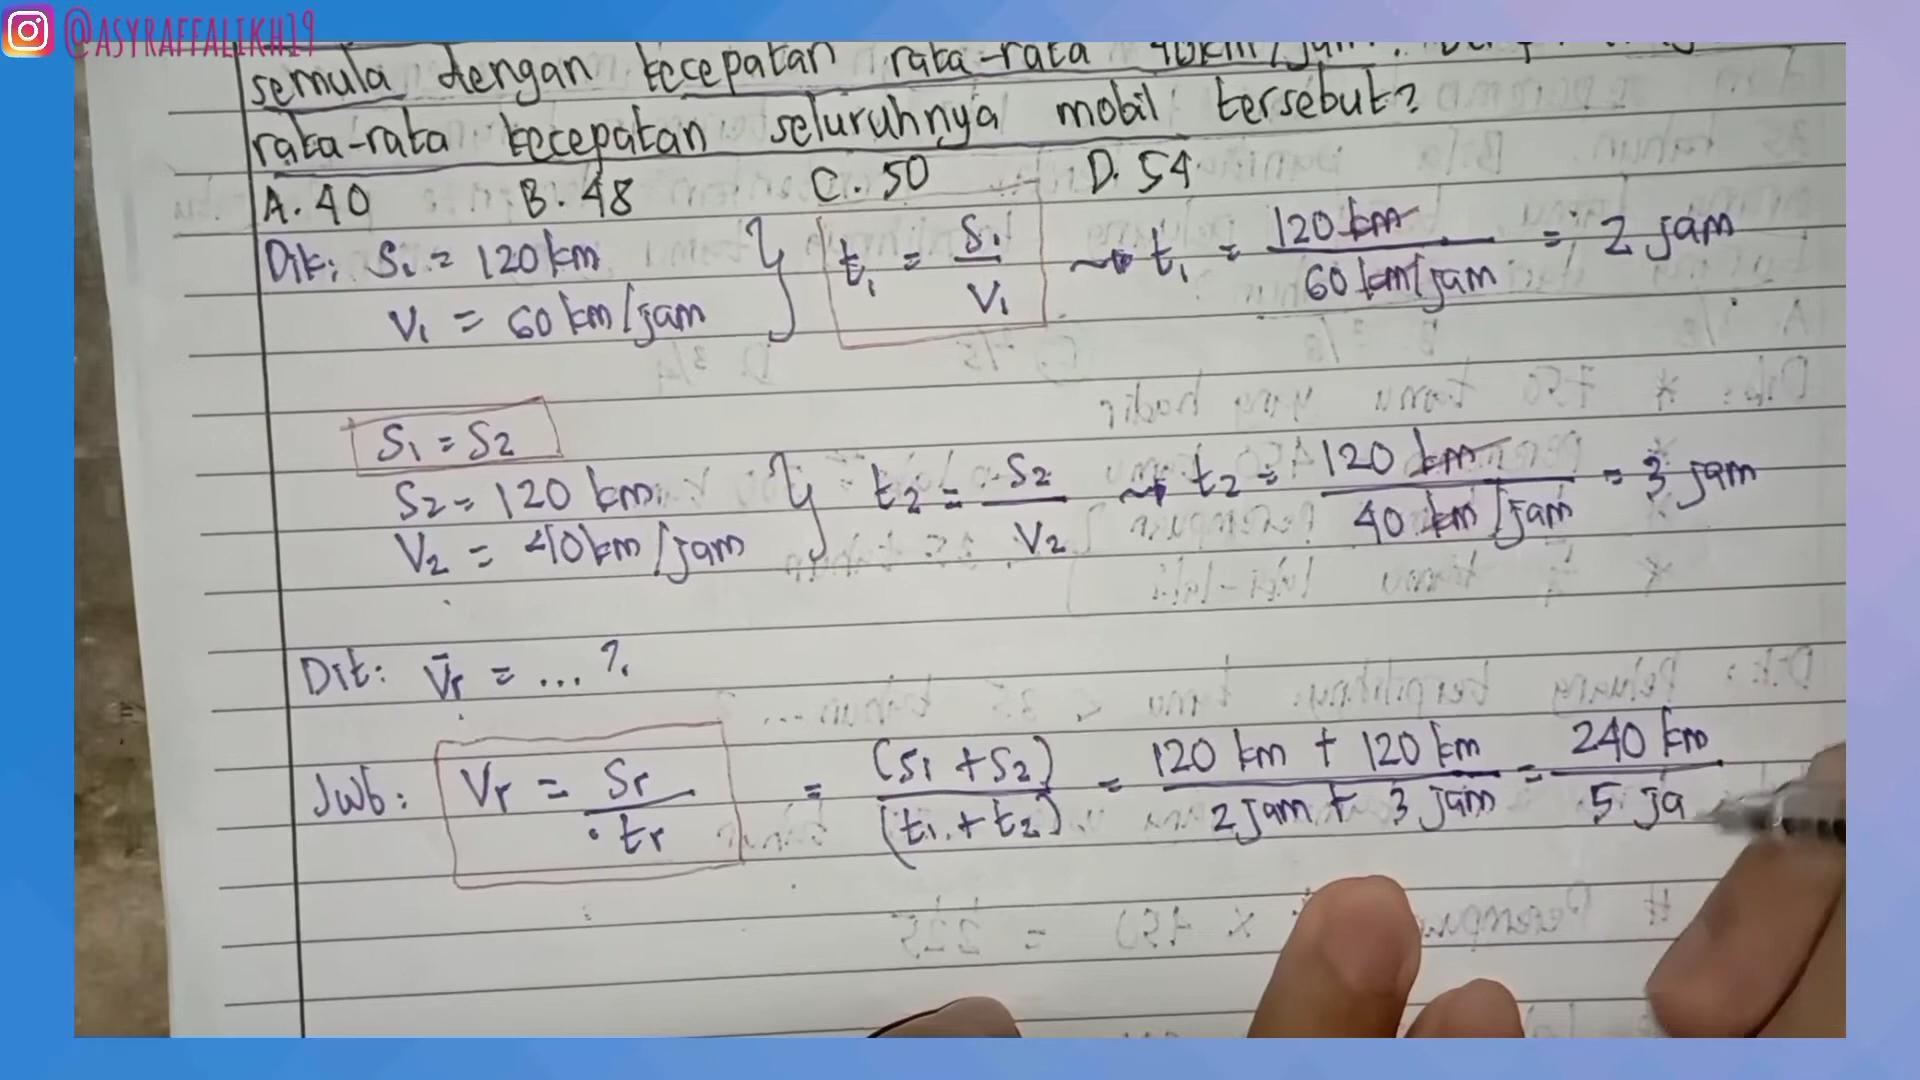 @ASYRAFFALIKH19
semula dengan kecepatan rata-rata 40km/jam.
rata-rata kecepatan seluruhnya mobil tersebut?
A. 40 B. 48 C. 50 D. 54
Dik: S₁ = 120 km } t₁ = S₁/V₁ ⇝ t₁ = 120 km/60 km/jam = 2 jam
V₁ = 60 km/jam
S₁ = S₂
S₂ = 120 km } t₂ = S₂/V₂ ⇝ t₂ = 120 km/40 km/jam = 3 jam
V₂ = 40 km/jam
Dit: V̄r = ... ?
Jwb: Vr = Sr/tr = (S₁ + S₂)/(t₁ + t₂) = 120 km + 120 km/2 jam + 3 jam = 240 km/5 ja